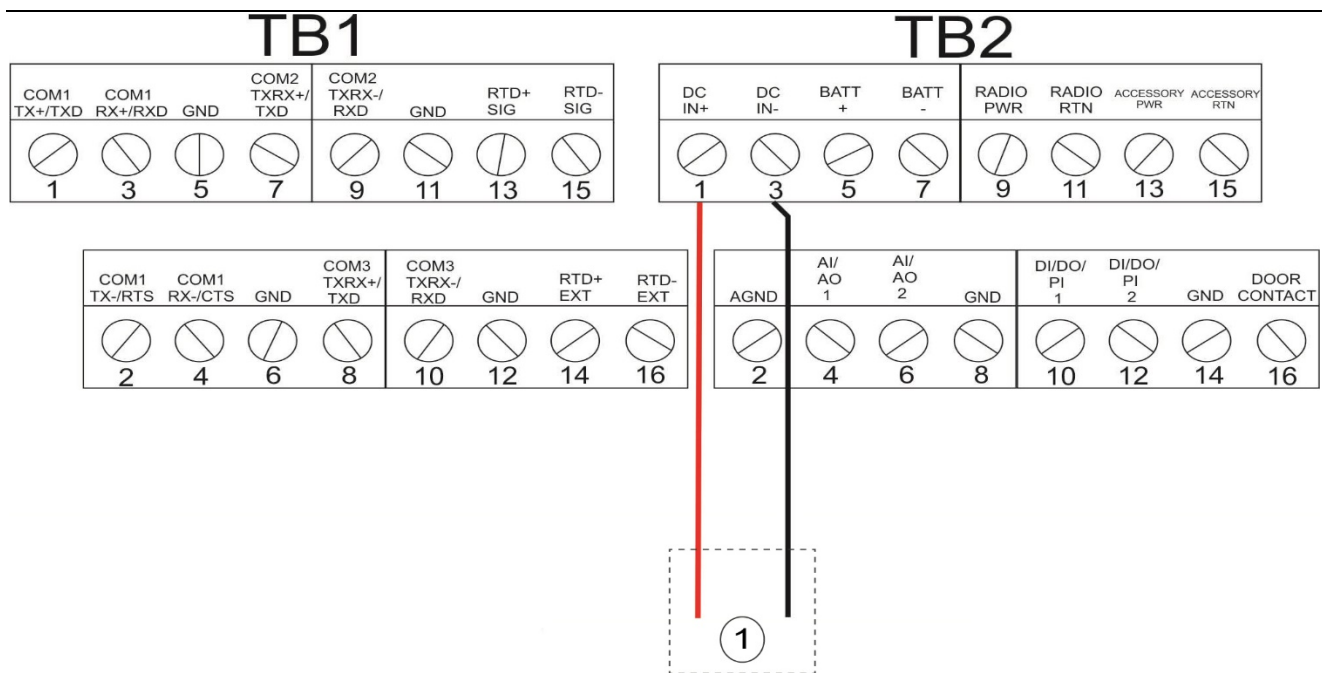 TB1
TB2
COM1 TX+/TXD
COM1 RX+/RXD
GND
COM2 TXRX+/ TXD
COM2 TXRX-/ RXD
GND
RTD+ SIG
RTD- SIG
1 3 5 7 9 11 13 15
DC IN+
DC IN-
BATT +
BATT -
RADIO PWR
RADIO RTN
ACCESSORY PWR
ACCESSORY RTN
1 3 5 7 9 11 13 15
COM1 TX-/RTS
COM1 RX-/CTS
GND
COM3 TXRX+/ TXD
COM3 TXRX-/ RXD
GND
RTD+ EXT
RTD- EXT
2 4 6 8 10 12 14 16
AGND
AI/ AO 1
AI/ AO 2
GND
DI/DO/ PI 1
DI/DO/ PI 2
GND
DOOR CONTACT
2 4 6 8 10 12 14 16
1